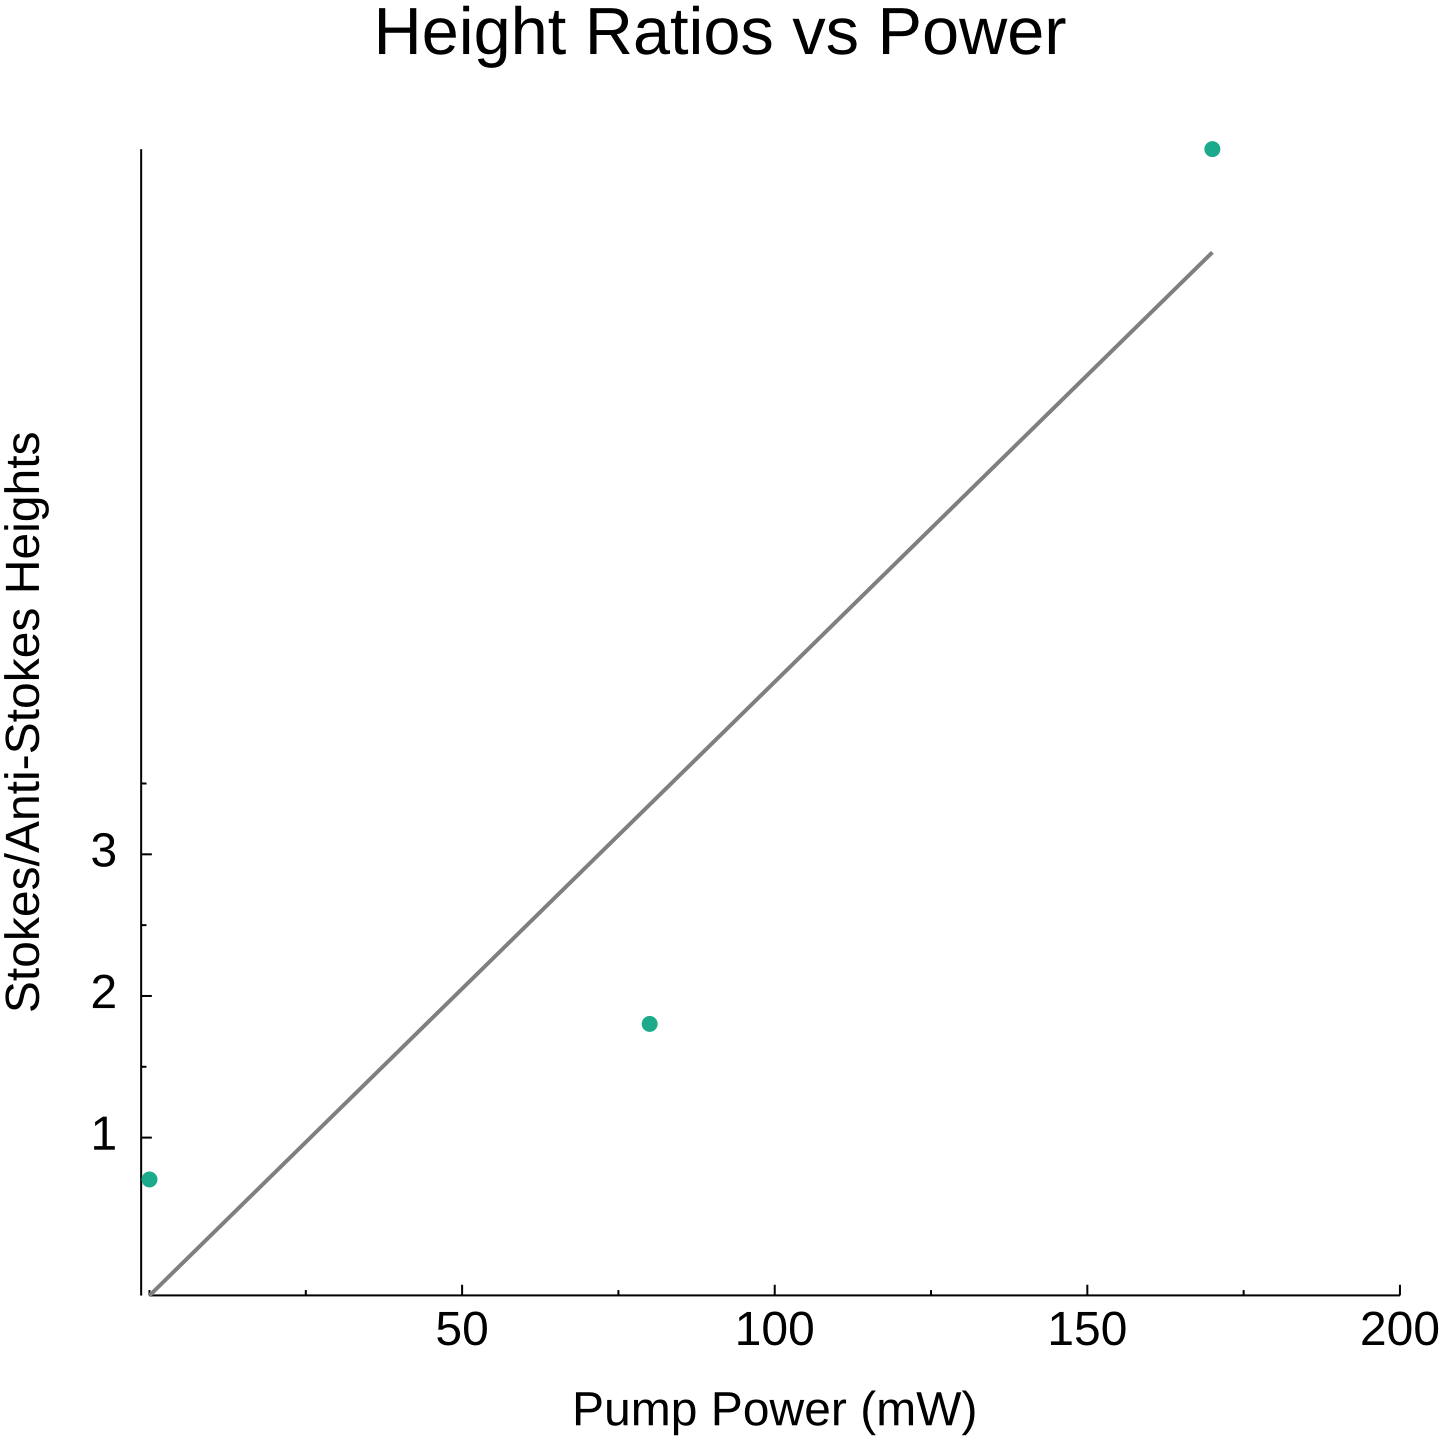 Height Ratios vs Power
Stokes/Anti-Stokes Heights
3
2
1
50 100 150 200
Pump Power (mW)